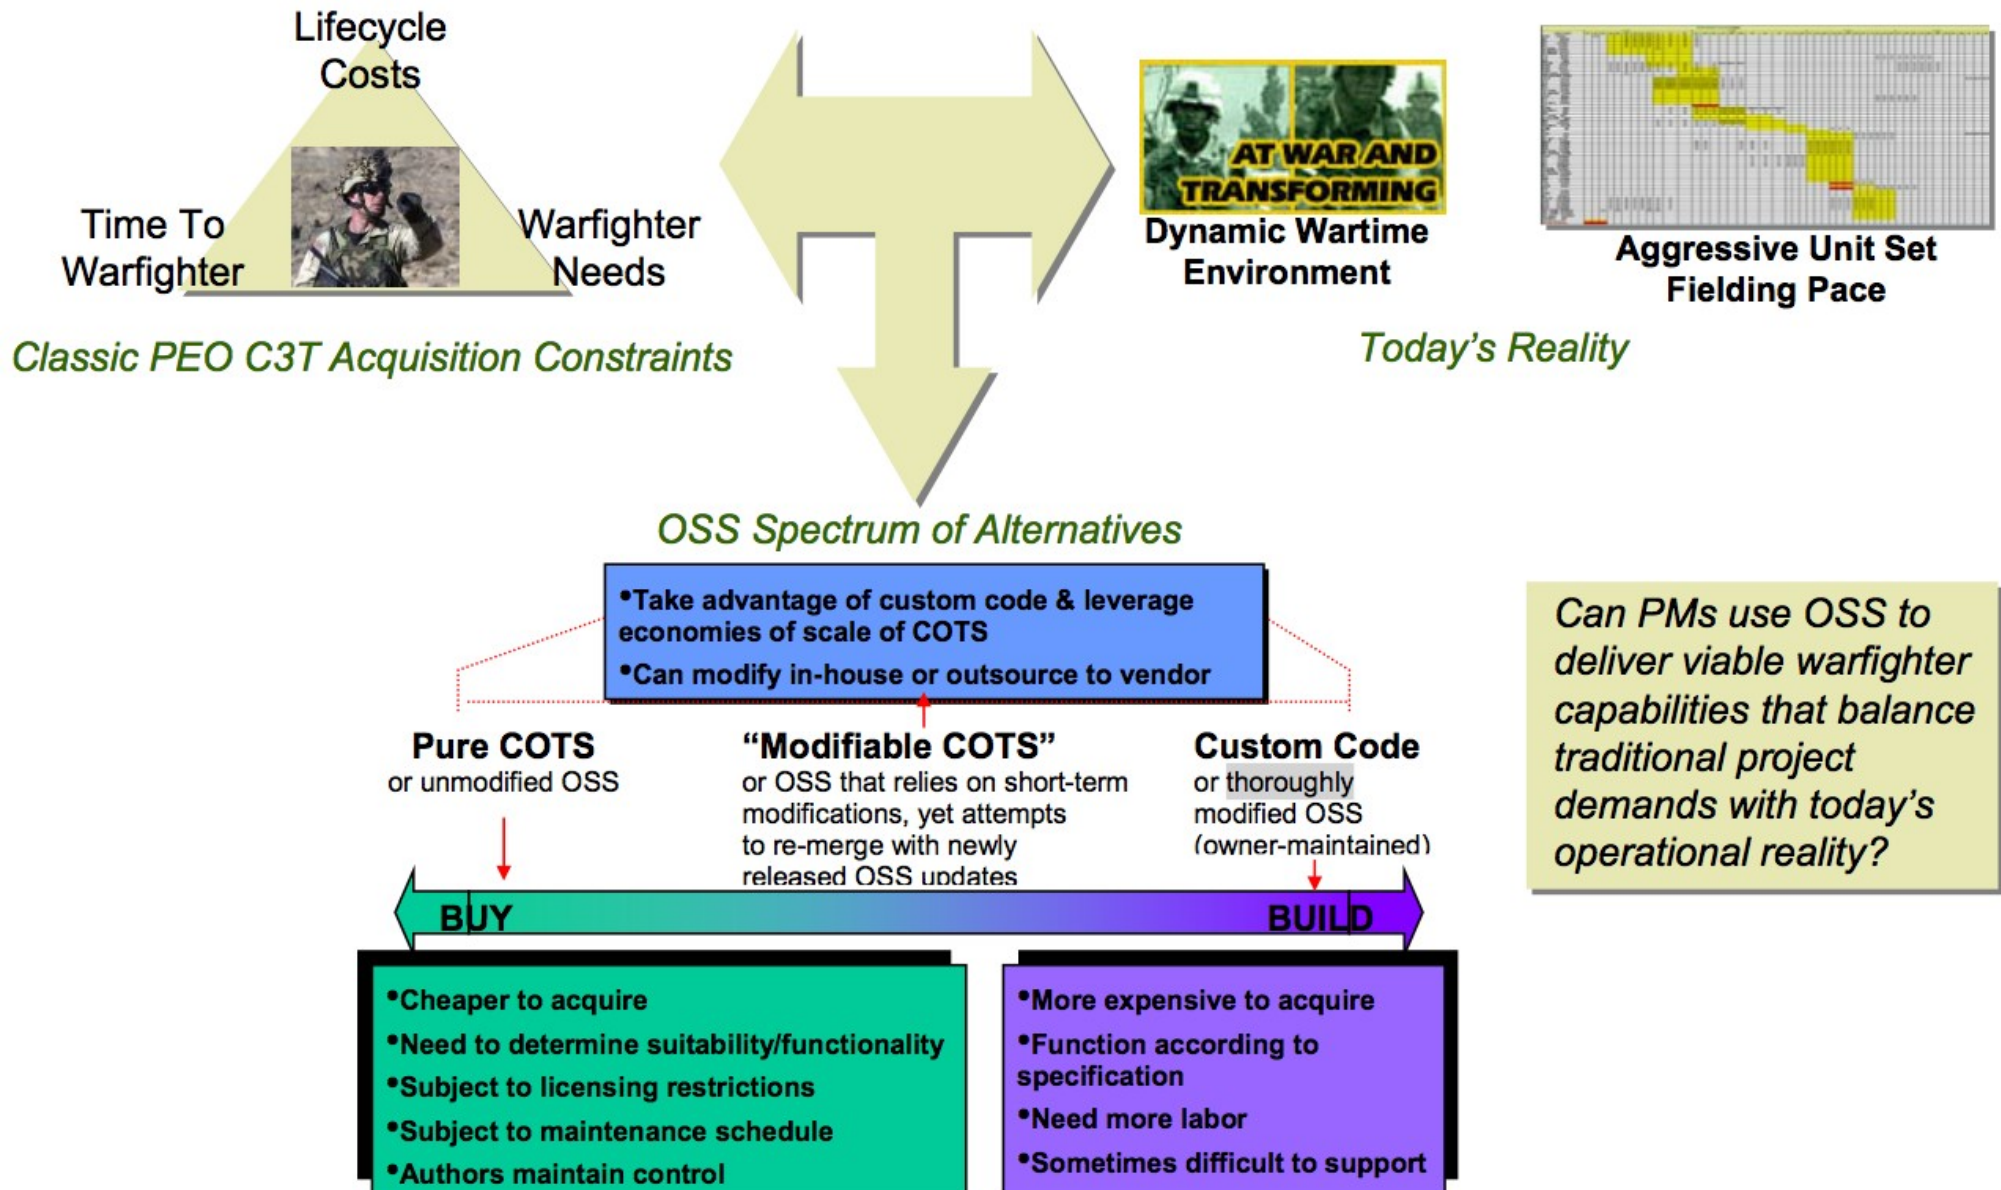 Lifecycle
Costs
Time To
Warfighter
Warfighter
Needs
Classic PEO C3T Acquisition Constraints
AT WAR AND
TRANSFORMING
Dynamic Wartime
Environment
Aggressive Unit Set
Fielding Pace
Today's Reality
OSS Spectrum of Alternatives
•Take advantage of custom code & leverage
economies of scale of COTS
•Can modify in-house or outsource to vendor
Can PMs use OSS to
deliver viable warfighter
capabilities that balance
traditional project
demands with today's
operational reality?
Pure COTS
or unmodified OSS
“Modifiable COTS”
or OSS that relies on short-term
modifications, yet attempts
to re-merge with newly
released OSS updates
Custom Code
or thoroughly
modified OSS
(owner-maintained)
BUY
BUILD
•Cheaper to acquire
•Need to determine suitability/functionality
•Subject to licensing restrictions
•Subject to maintenance schedule
•Authors maintain control
•More expensive to acquire
•Function according to
specification
•Need more labor
•Sometimes difficult to support